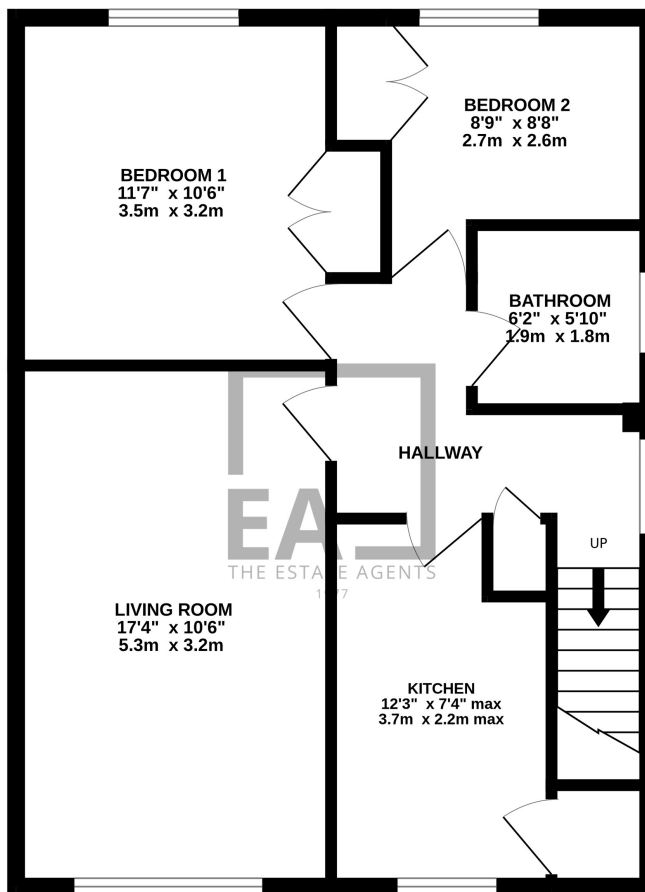 BEDROOM 2
8'9" x 8'8"
2.7m x 2.6m
BEDROOM 1
11'7" x 10'6"
3.5m x 3.2m
BATHROOM
6'2" x 5'10"
1.9m x 1.8m
HALLWAY
EA
THE ESTATE AGENTS
1977
UP
LIVING ROOM
17'4" x 10'6"
5.3m x 3.2m
KITCHEN
12'3" x 7'4" max
3.7m x 2.2m max